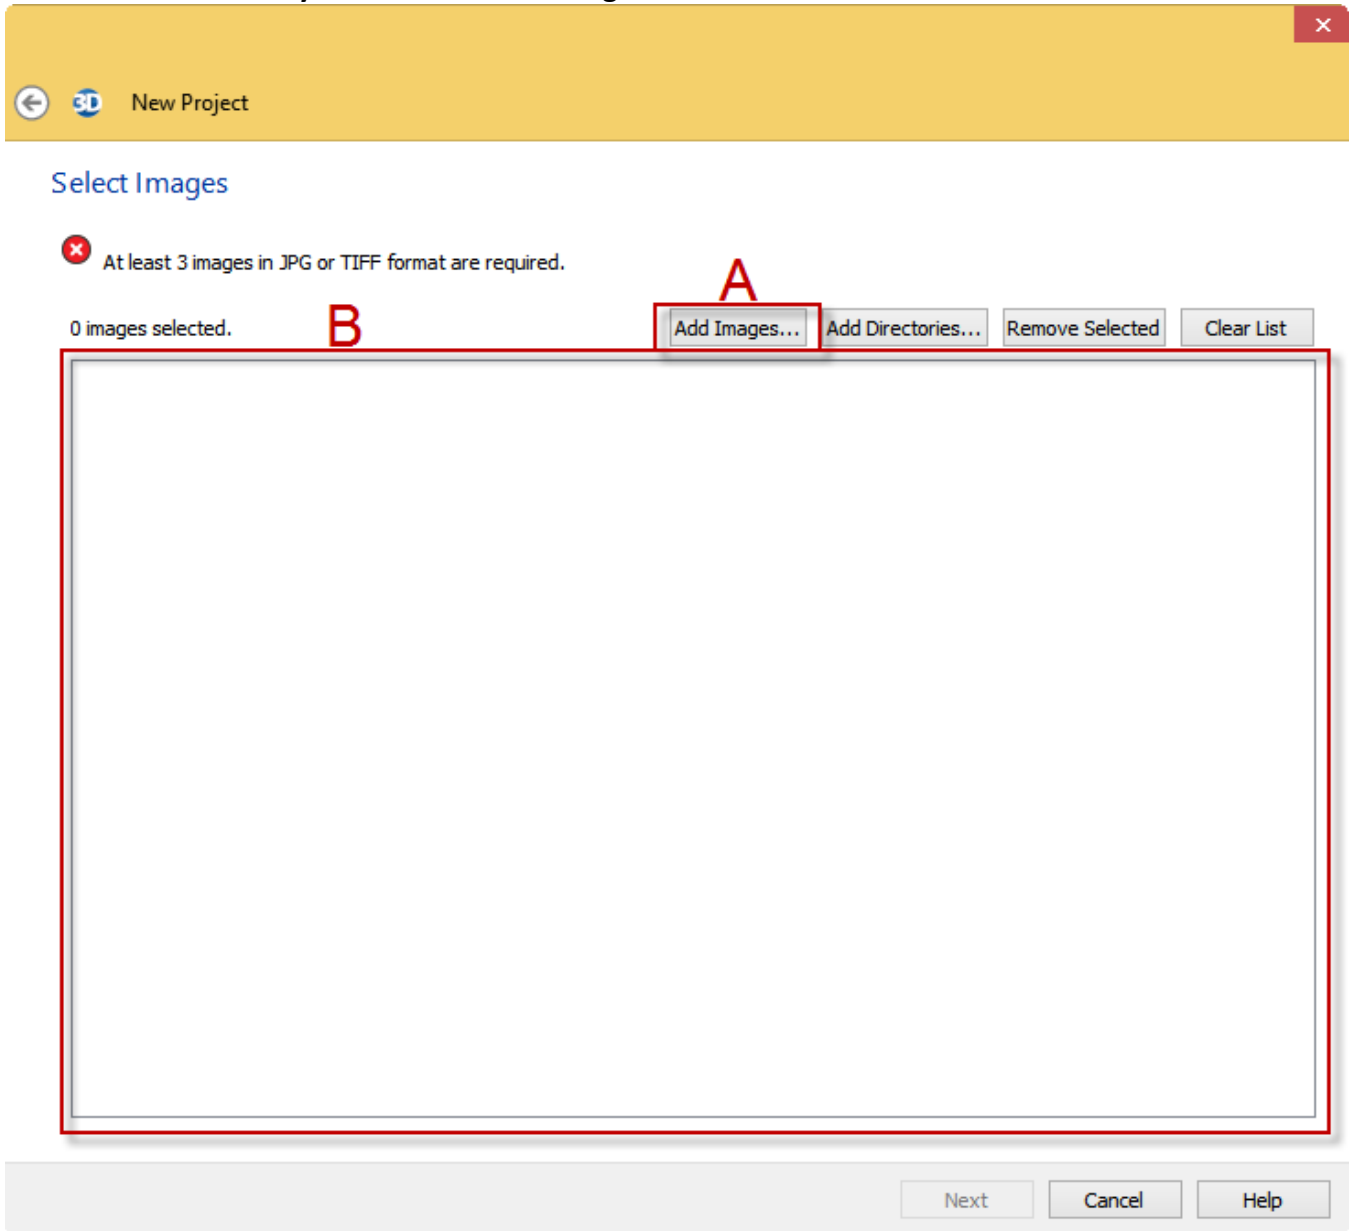 ×
3D New Project
Select Images
At least 3 images in JPG or TIFF format are required.
A
0 images selected. B Add Images... Add Directories... Remove Selected Clear List
Next Cancel Help